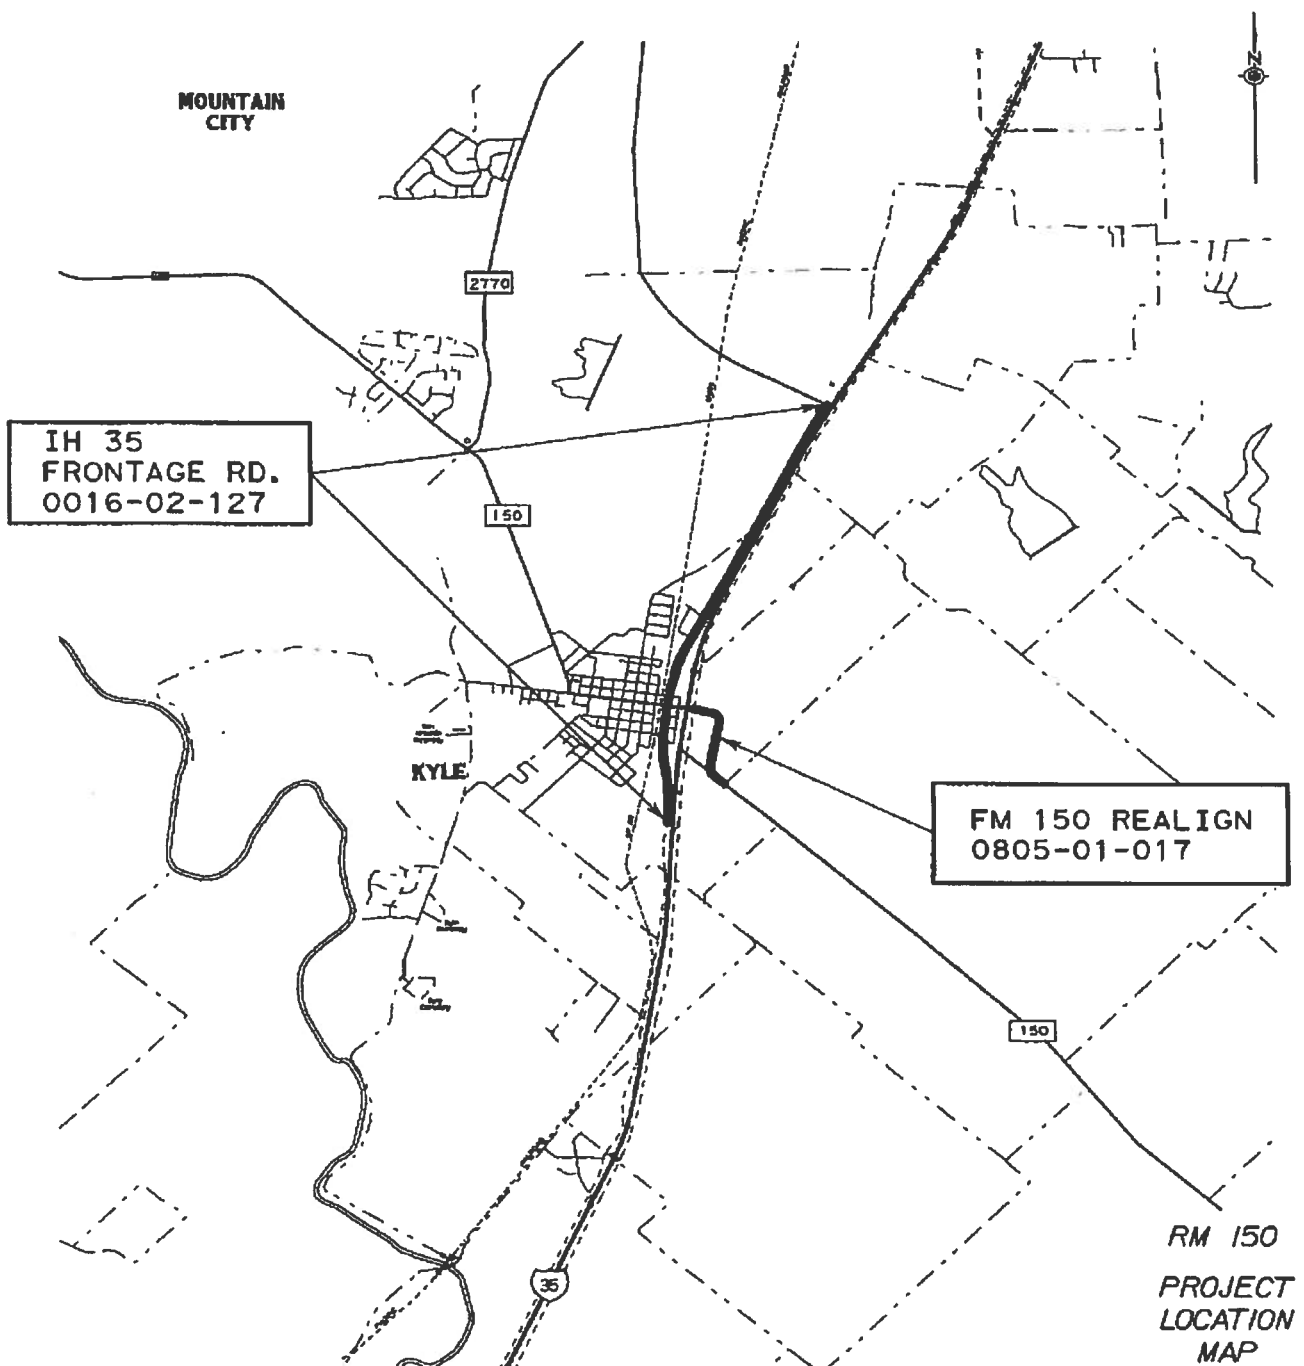 MOUNTAIN
CITY
N
2770
IH 35
FRONTAGE RD.
0016-02-127
150
KYLE
FM 150 REALIGN
0805-01-017
150
35
RM 150
PROJECT
LOCATION
MAP